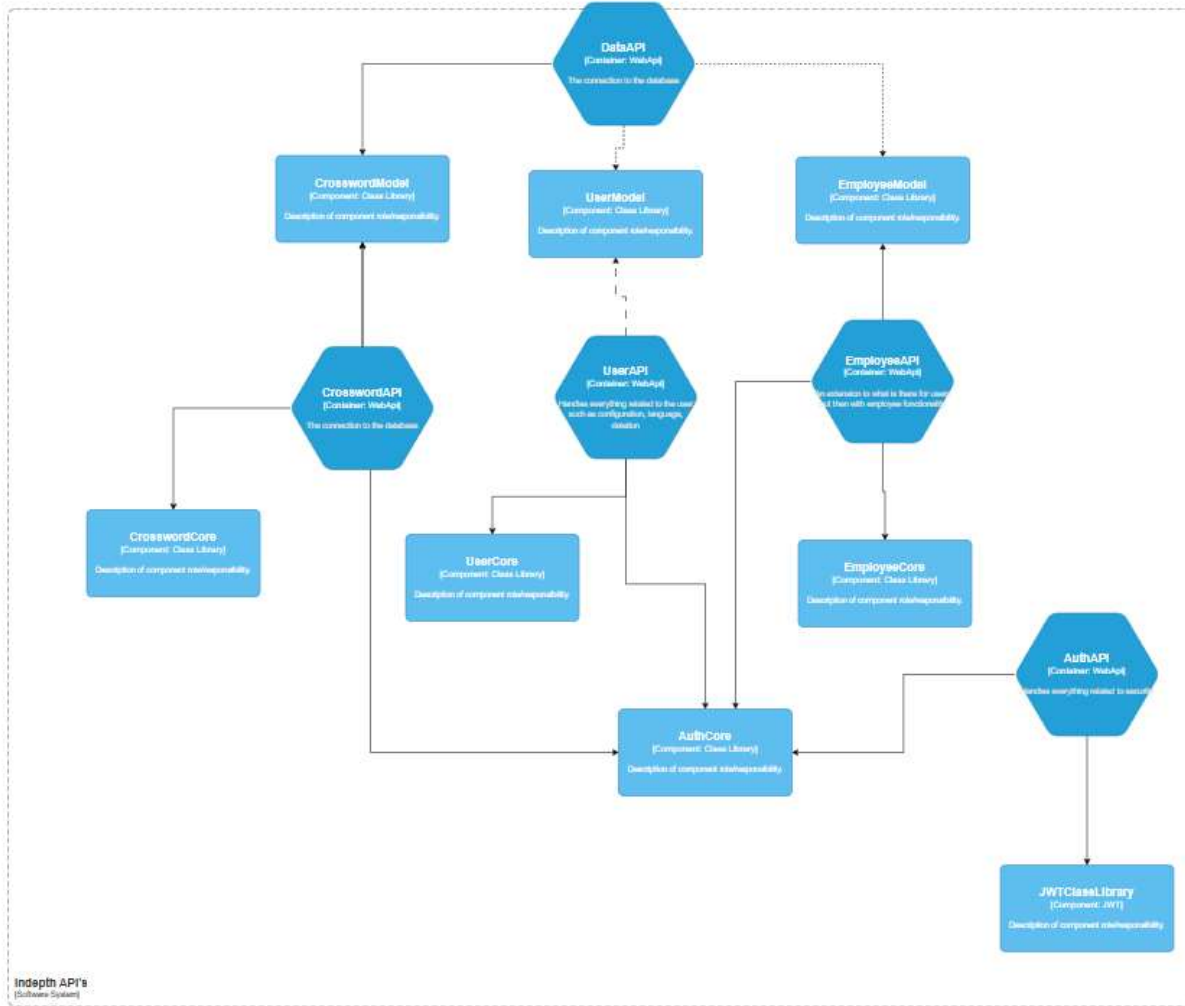 DataAPI
[Container: WebApi]
The connection to the database
CrosswordModel
[Component: Class Library]
Description of component role/responsibility.
UserModel
[Component: Class Library]
Description of component role/responsibility.
EmployeeModel
[Component: Class Library]
Description of component role/responsibility.
CrosswordAPI
[Container: WebApi]
The connection to the database
UserAPI
[Container: WebApi]
Handles everything related to the user
such as configuration, language,
deletion
EmployeeAPI
[Container: WebApi]
An extension to what is there for user
but then with employee functionality
CrosswordCore
[Component: Class Library]
Description of component role/responsibility.
UserCore
[Component: Class Library]
Description of component role/responsibility.
EmployeeCore
[Component: Class Library]
Description of component role/responsibility.
AuthAPI
[Container: WebApi]
Handles everything related to security
AuthCore
[Component: Class Library]
Description of component role/responsibility.
JWTClassLibrary
[Component: JWT]
Description of component role/responsibility.
Indepth API's
[Software System]